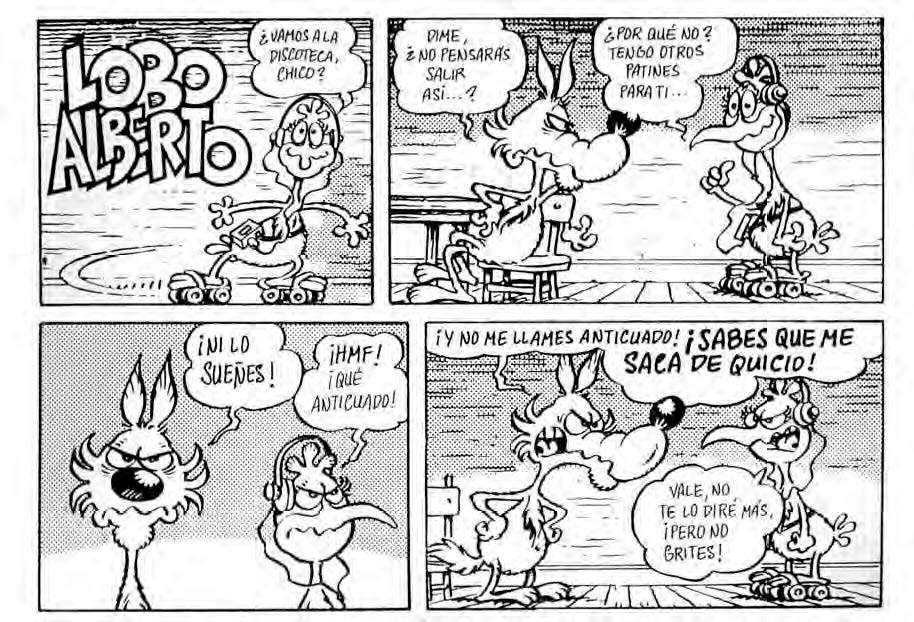 LOBO
ALBERTO
¿VAMOS A LA
DISCOTECA,
CHICO?
DIME,
¿NO PENSARÁS
SALIR
ASÍ...?
¿POR QUÉ NO?
TENGO OTROS
PATINES
PARA TI...
¡NI LO
SUEÑES!
¡HMF!
¡QUÉ
ANTICUADO!
¡Y NO ME LLAMES ANTICUADO! ¡SABES QUE ME
SACA DE QUICIO!
VALE, NO
TE LO DIRÉ MÁS,
¡PERO NO
GRITES!